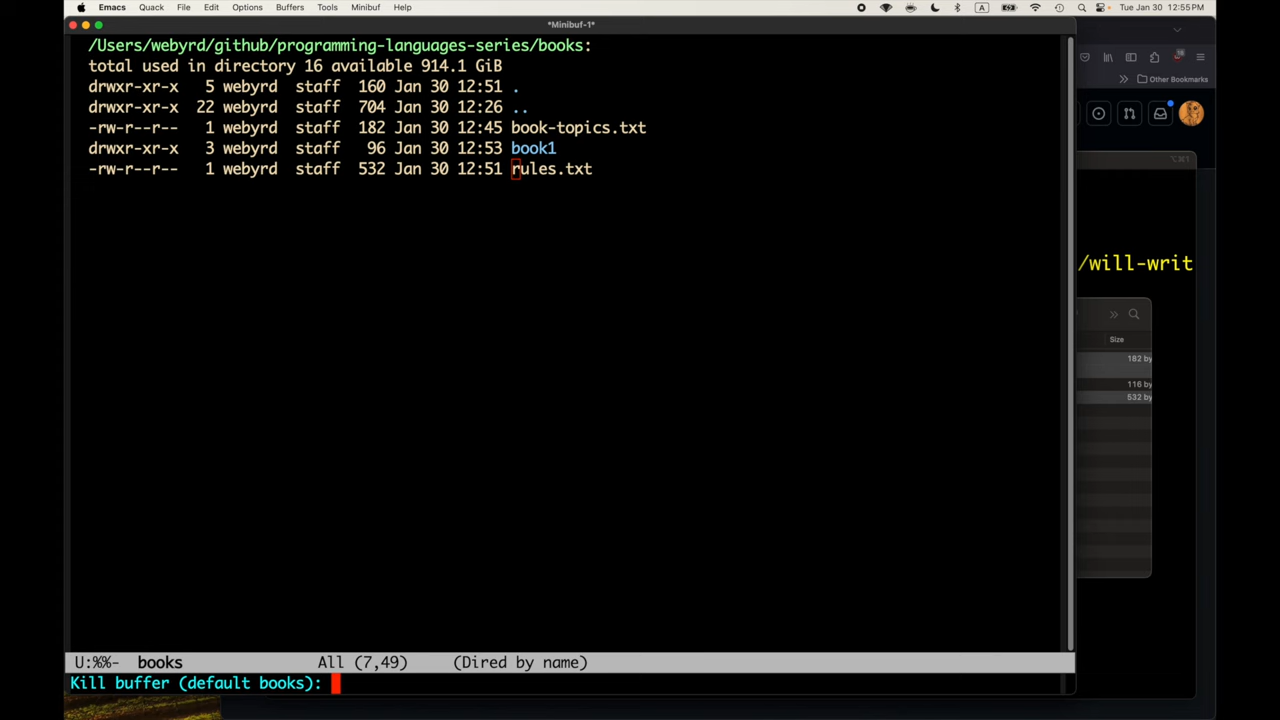 Emacs Quack File Edit Options Buffers Tools Minibuf Help Tue Jan 30 12:55PM
*Minibuf-1*
/Users/webyrd/github/programming-languages-series/books:
total used in directory 16 available 914.1 GiB
drwxr-xr-x 5 webyrd staff 160 Jan 30 12:51 .
drwxr-xr-x 22 webyrd staff 704 Jan 30 12:26 ..
-rw-r--r-- 1 webyrd staff 182 Jan 30 12:45 book-topics.txt
drwxr-xr-x 3 webyrd staff 96 Jan 30 12:53 book1
-rw-r--r-- 1 webyrd staff 532 Jan 30 12:51 rules.txt
U:%%- books All (7,49) (Dired by name)
Kill buffer (default books):
Other Bookmarks
/will-writ
Size
182 by
116 by
532 by